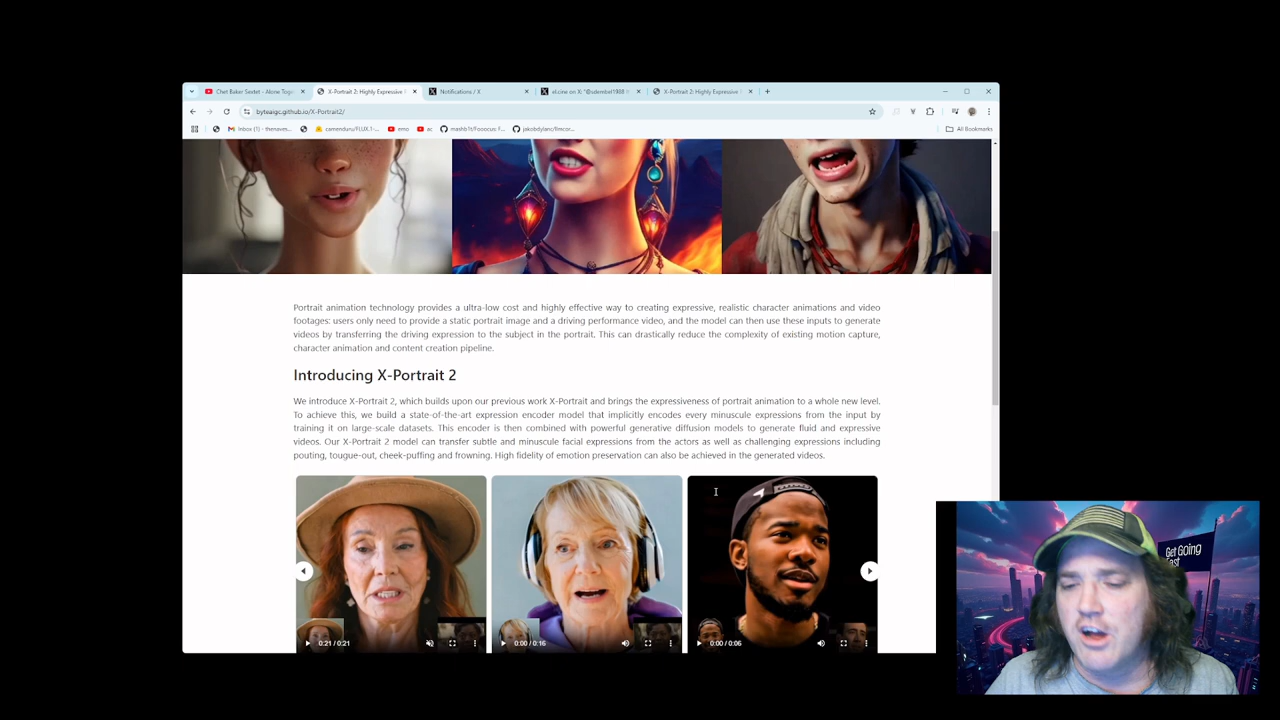 Chet Baker Sextet - Alone Tog
X-Portrait 2: Highly Expressive
Notifications / X
el.cine on X: "@sdembel1988
X-Portrait 2: Highly Expressive
byteaigc.github.io/X-Portrait2/
Inbox (1) - thenaves...
camenduru/FLUX.1-...
emo
ac
mashb1t/Fooocus: F...
jakobdylanc/llmcor...
All Bookmarks
Portrait animation technology provides a ultra-low cost and highly effective way to creating expressive, realistic character animations and video
footages: users only need to provide a static portrait image and a driving performance video, and the model can then use these inputs to generate
videos by transferring the driving expression to the subject in the portrait. This can drastically reduce the complexity of existing motion capture,
character animation and content creation pipeline.
Introducing X-Portrait 2
We introduce X-Portrait 2, which builds upon our previous work X-Portrait and brings the expressiveness of portrait animation to a whole new level.
To achieve this, we build a state-of-the-art expression encoder model that implicitly encodes every minuscule expressions from the input by
training it on large-scale datasets. This encoder is then combined with powerful generative diffusion models to generate fluid and expressive
videos. Our X-Portrait 2 model can transfer subtle and minuscule facial expressions from the actors as well as challenging expressions including
pouting, tougue-out, cheek-puffing and frowning. High fidelity of emotion preservation can also be achieved in the generated videos.
0:21 / 0:21
0:00 / 0:16
0:00 / 0:06
Get Going
Fast